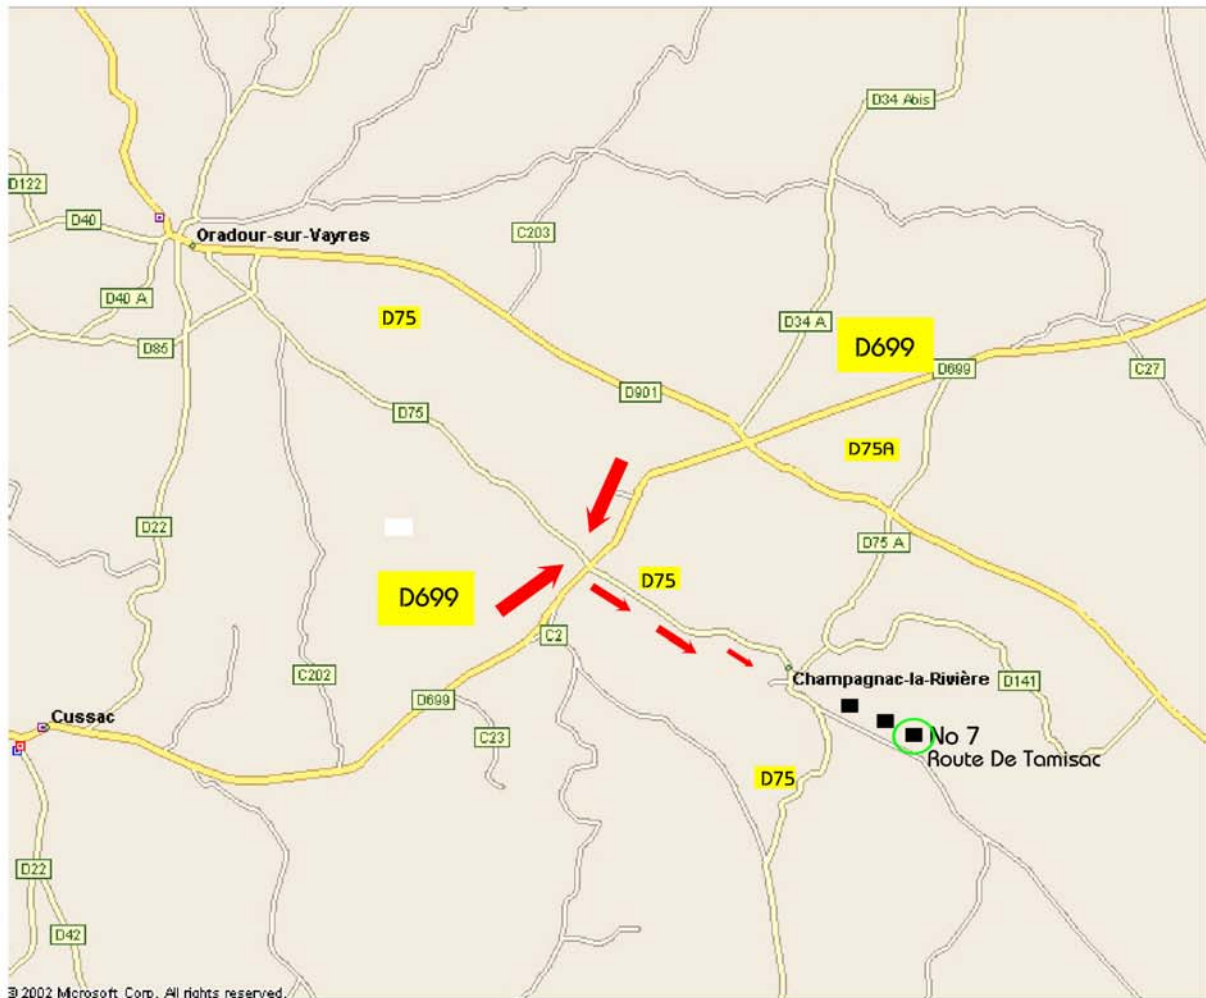 D34 Abis
D122
D40
Oradour-sur-Vayres
C203
D40 A
D75
D34 A
D699
D85
D699
C27
D901
D75
D75A
D22
D75 A
D699
D75
C2
C202
Champagnac-la-Rivière
D141
D699
Cussac
C23
No 7
Route De Tamisac
D75
D22
D42
© 2002 Microsoft Corp. All rights reserved.